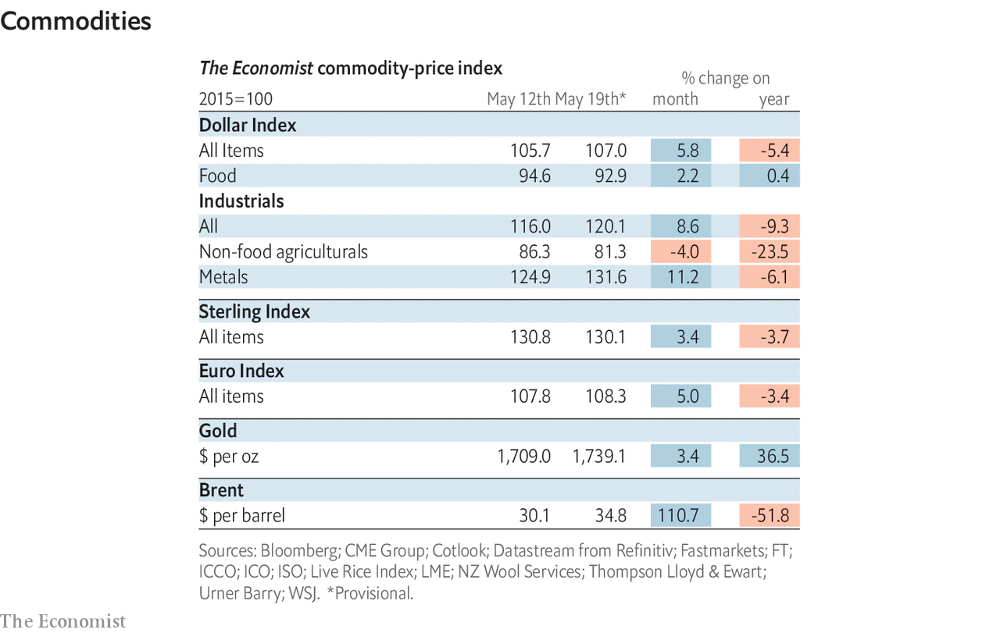 Commodities
The Economist commodity-price index
% change on
2015=100 May 12th May 19th* month year
Dollar Index
All Items 105.7 107.0 5.8 -5.4
Food 94.6 92.9 2.2 0.4
Industrials
All 116.0 120.1 8.6 -9.3
Non-food agriculturals 86.3 81.3 -4.0 -23.5
Metals 124.9 131.6 11.2 -6.1
Sterling Index
All items 130.8 130.1 3.4 -3.7
Euro Index
All items 107.8 108.3 5.0 -3.4
Gold
$ per oz 1,709.0 1,739.1 3.4 36.5
Brent
$ per barrel 30.1 34.8 110.7 -51.8
Sources: Bloomberg; CME Group; Cotlook; Datastream from Refinitiv; Fastmarkets; FT;
ICCO; ICO; ISO; Live Rice Index; LME; NZ Wool Services; Thompson Lloyd & Ewart;
Urner Barry; WSJ. *Provisional.
The Economist